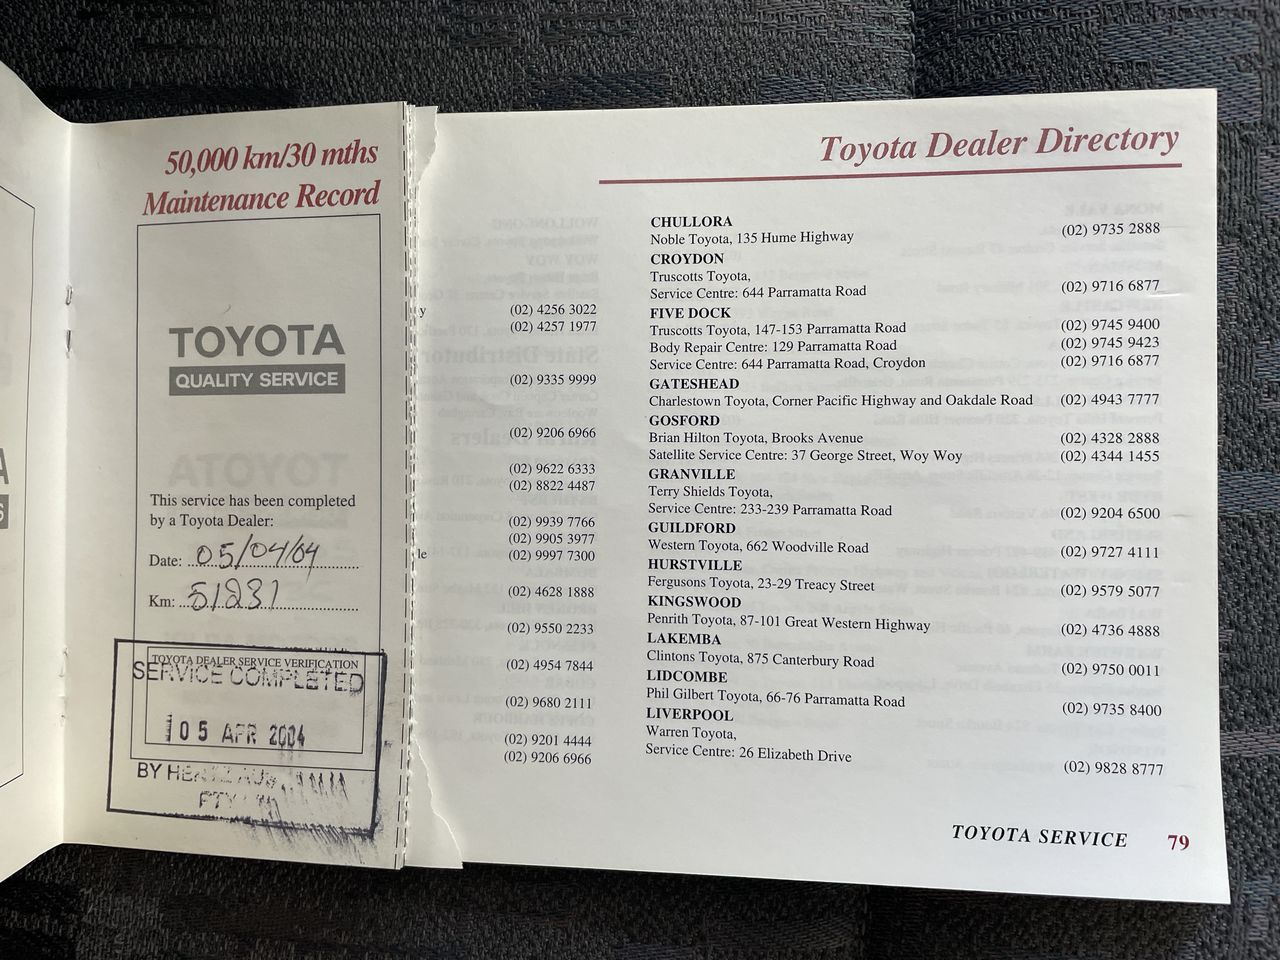 50,000 km/30 mths
Maintenance Record
TOYOTA
QUALITY SERVICE
This service has been completed
by a Toyota Dealer:
Date: 05/04/04
Km: 51231
TOYOTA DEALER SERVICE VERIFICATION
SERVICE COMPLETED
05 APR 2004
BY HERTZ AUS
PTY LTD
y (02) 4256 3022
(02) 4257 1977
(02) 9335 9999
(02) 9206 6966
(02) 9622 6333
(02) 8822 4487
(02) 9939 7766
(02) 9905 3977
le (02) 9997 7300
(02) 4628 1888
(02) 9550 2233
(02) 4954 7844
(02) 9680 2111
(02) 9201 4444
(02) 9206 6966
Toyota Dealer Directory
CHULLORA
Noble Toyota, 135 Hume Highway (02) 9735 2888
CROYDON
Truscotts Toyota,
Service Centre: 644 Parramatta Road (02) 9716 6877
FIVE DOCK
Truscotts Toyota, 147-153 Parramatta Road (02) 9745 9400
Body Repair Centre: 129 Parramatta Road (02) 9745 9423
Service Centre: 644 Parramatta Road, Croydon (02) 9716 6877
GATESHEAD
Charlestown Toyota, Corner Pacific Highway and Oakdale Road (02) 4943 7777
GOSFORD
Brian Hilton Toyota, Brooks Avenue (02) 4328 2888
Satellite Service Centre: 37 George Street, Woy Woy (02) 4344 1455
GRANVILLE
Terry Shields Toyota,
Service Centre: 233-239 Parramatta Road (02) 9204 6500
GUILDFORD
Western Toyota, 662 Woodville Road (02) 9727 4111
HURSTVILLE
Fergusons Toyota, 23-29 Treacy Street (02) 9579 5077
KINGSWOOD
Penrith Toyota, 87-101 Great Western Highway (02) 4736 4888
LAKEMBA
Clintons Toyota, 875 Canterbury Road (02) 9750 0011
LIDCOMBE
Phil Gilbert Toyota, 66-76 Parramatta Road (02) 9735 8400
LIVERPOOL
Warren Toyota,
Service Centre: 26 Elizabeth Drive (02) 9828 8777
TOYOTA SERVICE 79